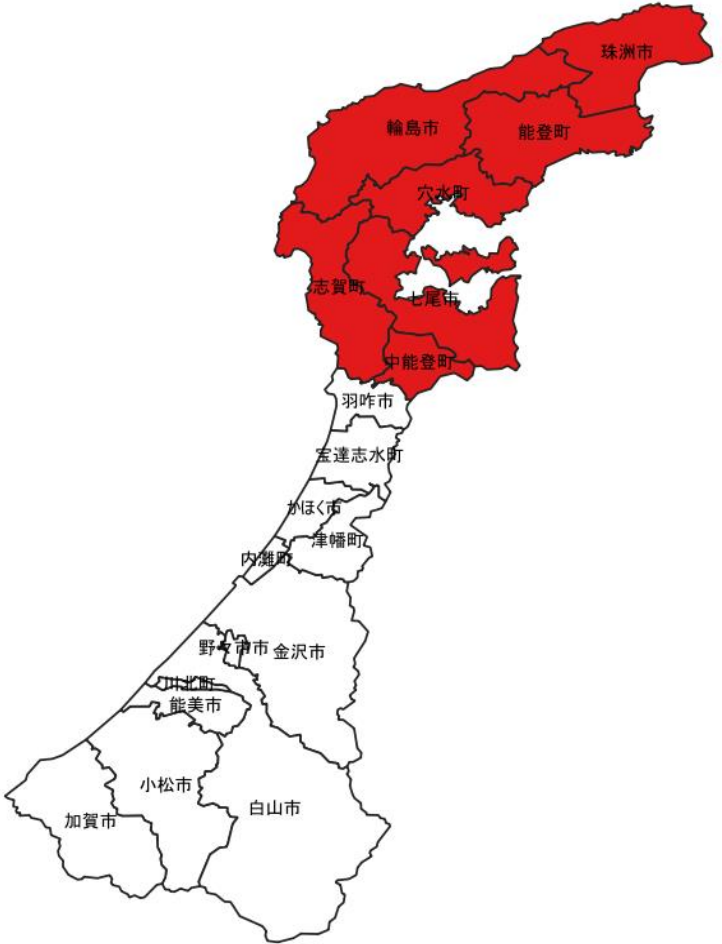 珠洲市
輪島市
能登町
穴水町
志賀町
七尾市
中能登町
羽咋市
宝達志水町
かほく市
津幡町
内灘町
野々市市
金沢市
川北町
能美市
小松市
白山市
加賀市